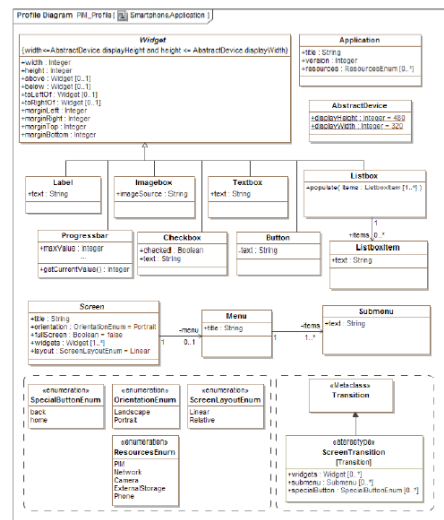 Profile Diagram PIM_Profile [ SmartphoneApplication ]
Widget
{width<=AbstractDevice displayHeight and height <= AbstractDevice displayWidth}
+width : Integer
+height : Integer
+above : Widget [0..1]
+below : Widget [0..1]
+toLeftOf : Widget [0..1]
+toRightOf : Widget [0..1]
+marginLeft : Integer
+marginRight : Integer
+marginTop : Integer
+marginBottom : Integer
Application
+title : String
+version : Integer
+resources : ResourcesEnum [0..*]
AbstractDevice
+displayHeight : Integer = 480
+displayWidth : Integer = 320
Label
+text : String
Imagebox
+imageSource : String
Textbox
+text : String
Listbox
+populate( items : ListboxItem [1..*] )
Progressbar
+maxValue : Integer
...
+getCurrentValue() : Integer
Checkbox
+checked : Boolean
+text : String
Button
-text : String
1
+items 0..*
ListboxItem
+text : String
Screen
+title : String
+orientation : OrientationEnum = Portrait
+fullScreen : Boolean = false
+widgets : Widget [1..*]
+layout : ScreenLayoutEnum = Linear
-menu
1
0..1
Menu
+title : String
-items
1
1..*
Submenu
+text : String
«enumeration»
SpecialButtonEnum
back
home
«enumeration»
OrientationEnum
Landscape
Portrait
«enumeration»
ScreenLayoutEnum
Linear
Relative
«enumeration»
ResourcesEnum
PIM
Network
Camera
ExternalStorage
Phone
«Metaclass»
Transition
«stereotype»
ScreenTransition
[Transition]
+widgets : Widget [0..*]
+submenu : Submenu [0..*]
+specialButton : SpecialButtonEnum [0..*]